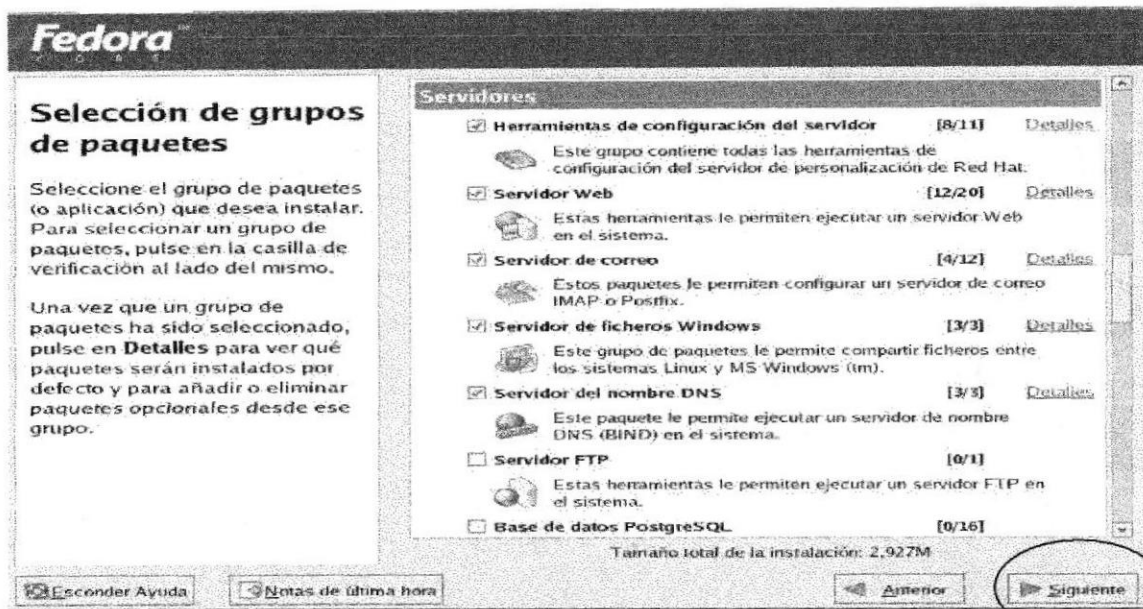 Fedora
CORE
Selección de grupos
de paquetes
Seleccione el grupo de paquetes
(o aplicación) que desea instalar.
Para seleccionar un grupo de
paquetes, pulse en la casilla de
verificación al lado del mismo.
Una vez que un grupo de
paquetes ha sido seleccionado,
pulse en Detalles para ver qué
paquetes serán instalados por
defecto y para añadir o eliminar
paquetes opcionales desde ese
grupo.
Servidores
Herramientas de configuración del servidor [8/11] Detalles
Este grupo contiene todas las herramientas de
configuración del servidor de personalización de Red Hat.
Servidor Web [12/20] Detalles
Estas herramientas le permiten ejecutar un servidor Web
en el sistema.
Servidor de correo [4/12] Detalles
Estos paquetes le permiten configurar un servidor de correo
IMAP o Postfix.
Servidor de ficheros Windows [3/3] Detalles
Este grupo de paquetes le permite compartir ficheros entre
los sistemas Linux y MS Windows (tm).
Servidor del nombre DNS [3/3] Detalles
Este paquete le permite ejecutar un servidor de nombre
DNS (BIND) en el sistema.
Servidor FTP [0/1]
Estas herramientas le permiten ejecutar un servidor FTP en
el sistema.
Base de datos PostgreSQL [0/16]
Tamaño total de la instalación: 2,927M
Esconder Ayuda Notas de última hora Anterior Siguiente